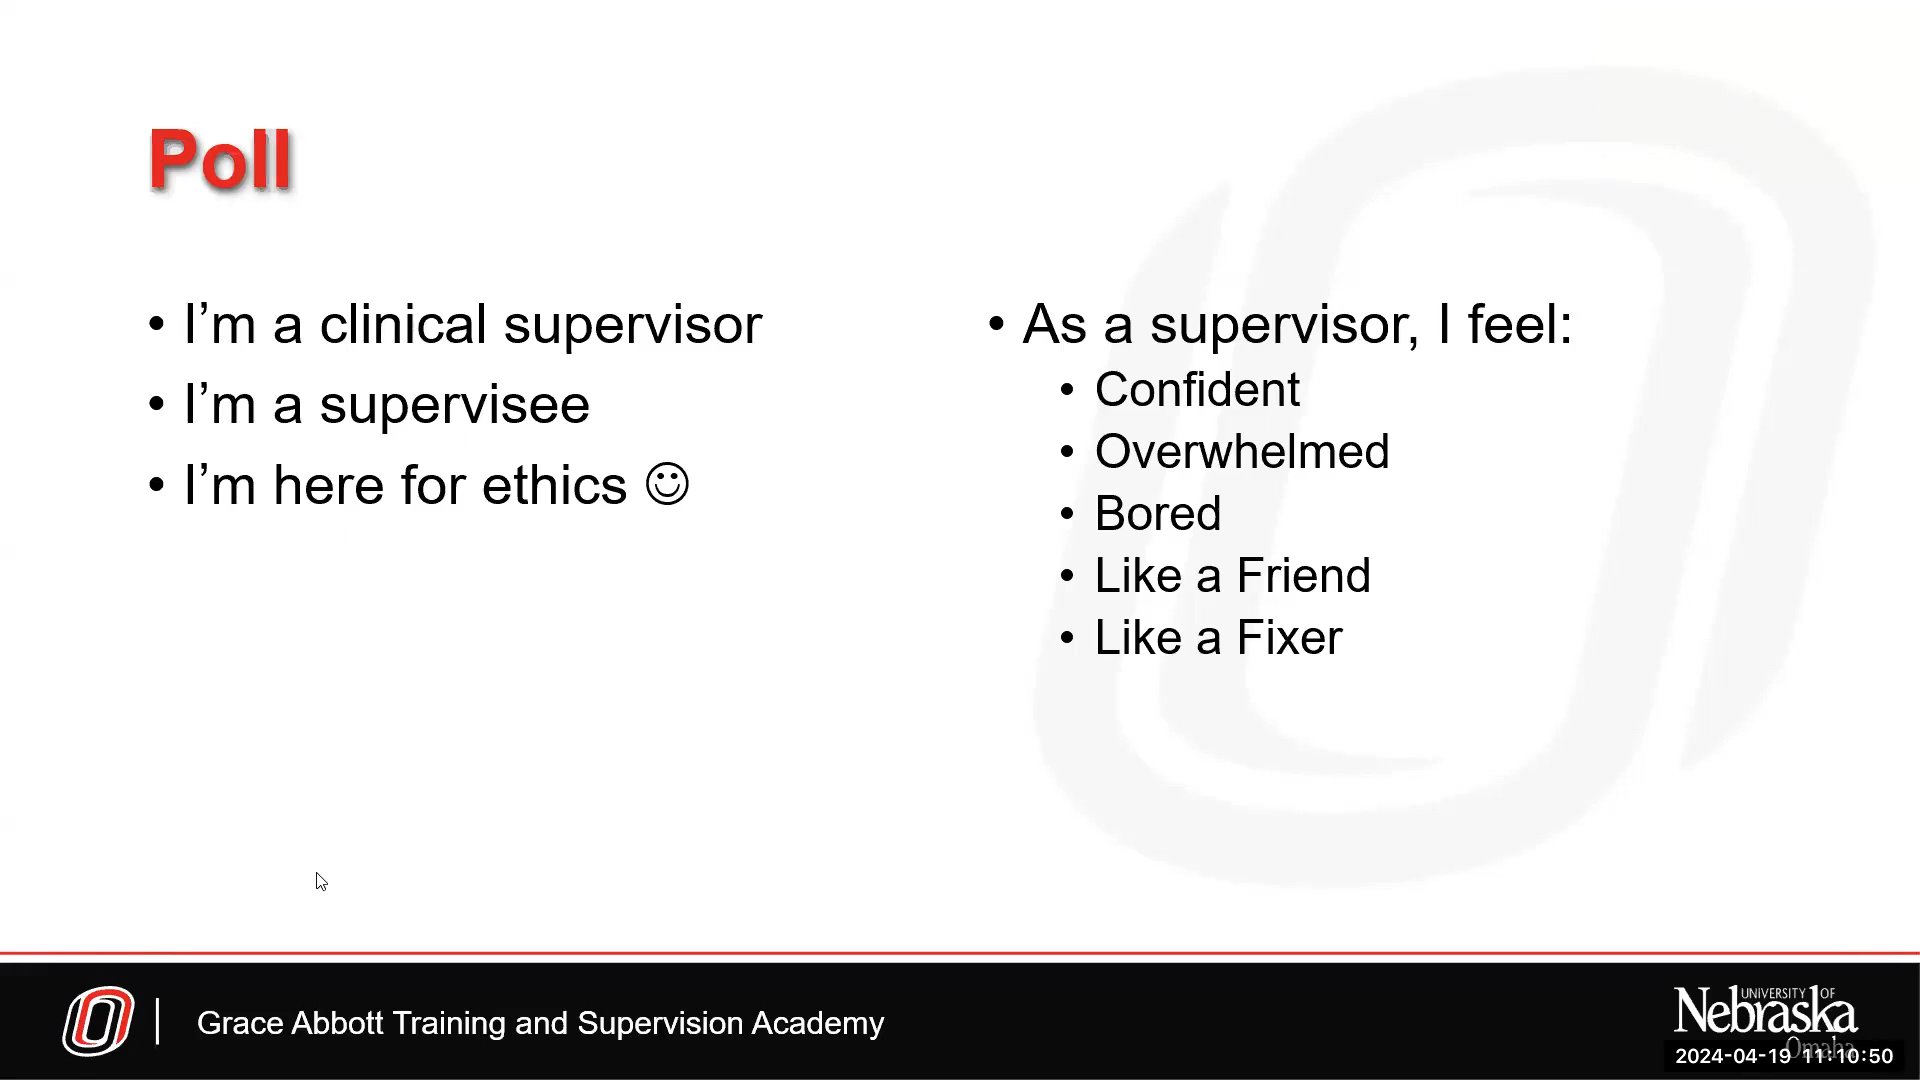 Poll
• I’m a clinical supervisor
• I’m a supervisee
• I’m here for ethics ☺
• As a supervisor, I feel:
• Confident
• Overwhelmed
• Bored
• Like a Friend
• Like a Fixer
Grace Abbott Training and Supervision Academy
UNIVERSITY OF
Nebraska
Omaha
2024-04-19 11:10:50